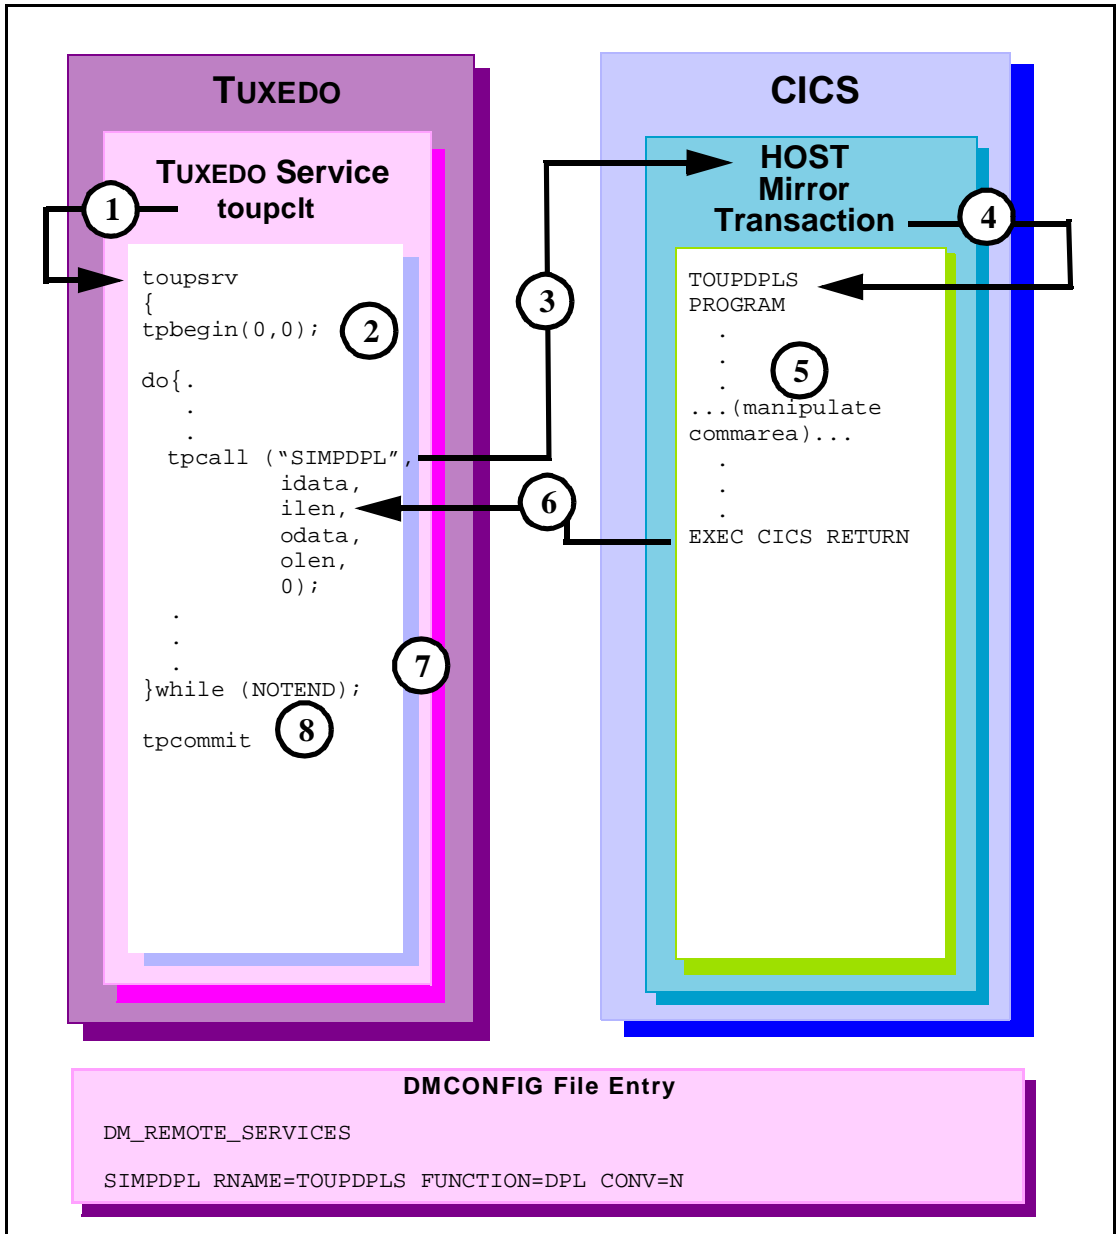 TUXEDO
TUXEDO Service
toupclt
1
toupsrv
{
tpbegin(0,0);
2
do{.
.
.
tpcall (“SIMPDPL”,
idata,
ilen,
odata,
olen,
0);
.
.
.
}while (NOTEND);
7
tpcommit
8
3
6
CICS
HOST
Mirror
Transaction
4
TOUPDPLS
PROGRAM
.
.
.
5
...(manipulate
commarea)...
.
.
.
EXEC CICS RETURN
DMCONFIG File Entry
DM_REMOTE_SERVICES
SIMPDPL RNAME=TOUPDPLS FUNCTION=DPL CONV=N